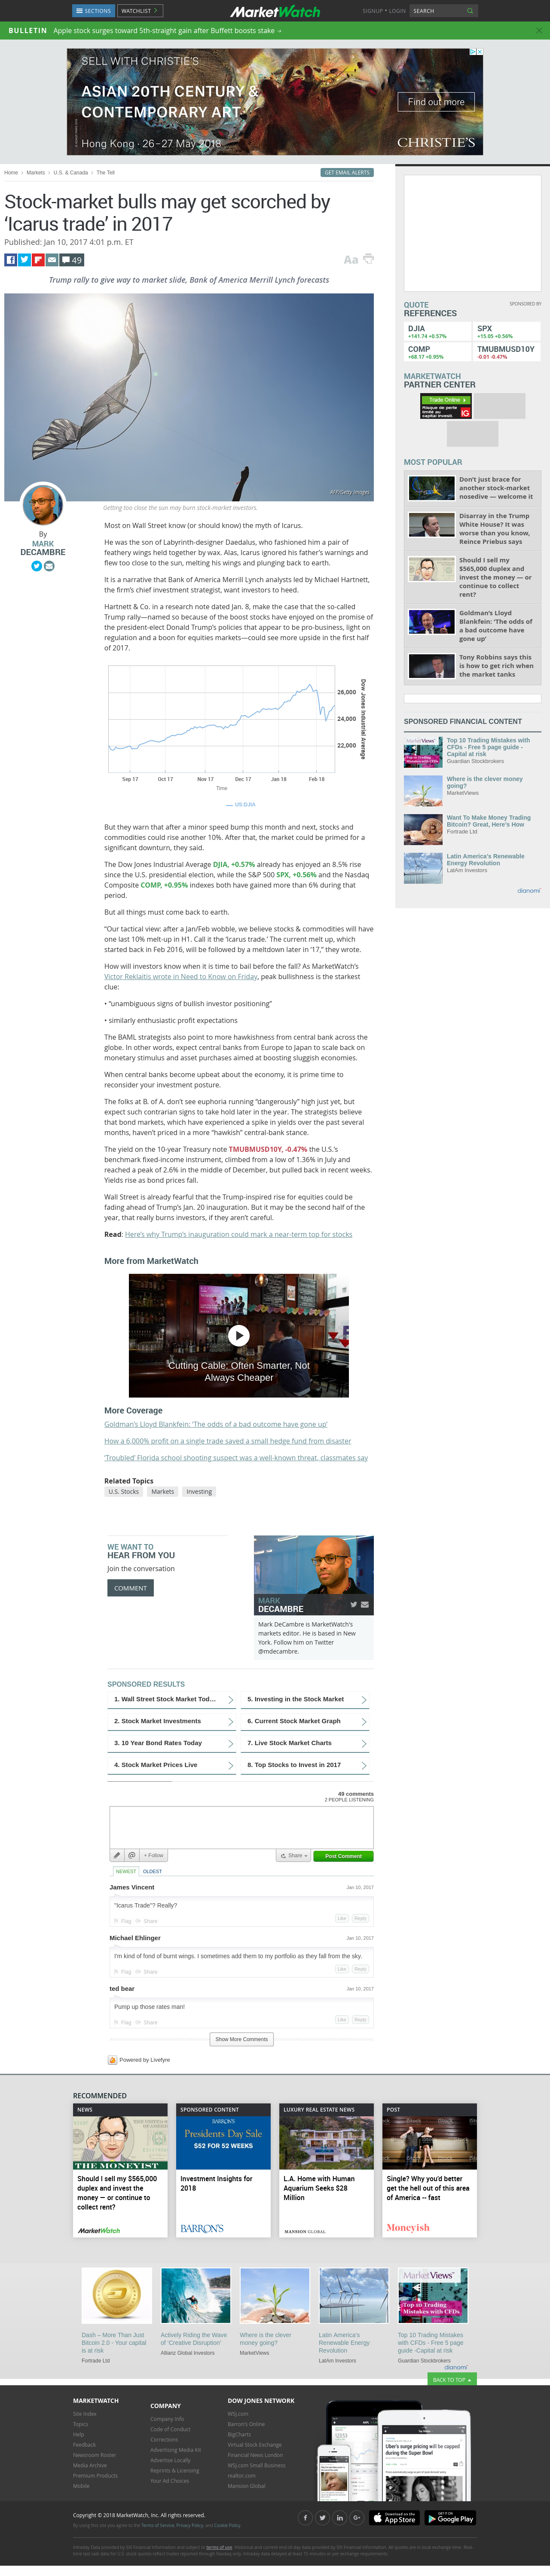 SECTIONS
WATCHLIST
MarketWatch
SIGNUP • LOGIN
SEARCH
BULLETIN Apple stock surges toward 5th-straight gain after Buffett boosts stake →
SELL WITH CHRISTIE'S
ASIAN 20TH CENTURY &
CONTEMPORARY ART
Hong Kong · 26–27 May 2018
Find out more
CHRISTIE'S
Home › Markets › U.S. & Canada › The Tell
GET EMAIL ALERTS
Stock-market bulls may get scorched by
‘Icarus trade’ in 2017
Published: Jan 10, 2017 4:01 p.m. ET
49
Aa
Trump rally to give way to market slide, Bank of America Merrill Lynch forecasts
AFP/Getty Images
Getting too close the sun may burn stock-market investors.
By
MARK
DECAMBRE
Most on Wall Street know (or should know) the myth of Icarus.
He was the son of Labyrinth-designer Daedalus, who fashioned him a pair of
feathery wings held together by wax. Alas, Icarus forsook his father’s warnings and
flew too close to the sun, melting his wings and plunging back to earth.
It is a narrative that Bank of America Merrill Lynch analysts led by Michael Hartnett,
the firm’s chief investment strategist, want investors to heed.
Hartnett & Co. in a research note dated Jan. 8, make the case that the so-called
Trump rally—named so because of the boost stocks have enjoyed on the promise of
the president-elect Donald Trump’s policies that appear to be pro-business, light on
regulation and a boon for equities markets—could see more upside in the first half
of 2017.
26,000
24,000
22,000
Dow Jones Industrial Average
Sep 17
Oct 17
Nov 17
Dec 17
Jan 18
Feb 18
Time
US:DJIA
But they warn that after a minor speed bump this month and next, stocks and
commodities could rise more than 10%. After that, the market could be primed for a
significant downturn, they said.
The Dow Jones Industrial Average DJIA, +0.57% already has enjoyed an 8.5% rise
since the U.S. presidential election, while the S&P 500 SPX, +0.56% and the Nasdaq
Composite COMP, +0.95% indexes both have gained more than 6% during that
period.
But all things must come back to earth.
“Our tactical view: after a Jan/Feb wobble, we believe stocks & commodities will have
one last 10% melt-up in H1. Call it the ‘Icarus trade.’ The current melt up, which
started back in Feb 2016, will be followed by a meltdown later in ’17,” they wrote.
How will investors know when it is time to bail before the fall? As MarketWatch’s
Victor Reklaitis wrote in Need to Know on Friday, peak bullishness is the starkest
clue:
• “unambiguous signs of bullish investor positioning”
• similarly enthusiastic profit expectations
The BAML strategists also point to more hawkishness from central bank across the
globe. In other words, expect central banks from Europe to Japan to scale back on
monetary stimulus and asset purchases aimed at boosting sluggish economies.
When central banks become upbeat about the economy, it is prime time to
reconsider one’s investment posture.
The folks at B. of A. don’t see euphoria running “dangerously” high just yet, but
expect such contrarian signs to take hold later in the year. The strategists believe
that bond markets, which have experienced a spike in yields over the past several
months, haven’t priced in a more “hawkish” central-bank stance.
The yield on the 10-year Treasury note TMUBMUSD10Y, -0.47% the U.S.’s
benchmark fixed-income instrument, climbed from a low of 1.36% in July and
reached a peak of 2.6% in the middle of December, but pulled back in recent weeks.
Yields rise as bond prices fall.
Wall Street is already fearful that the Trump-inspired rise for equities could be
fading ahead of Trump’s Jan. 20 inauguration. But it may be the second half of the
year, that really burns investors, if they aren’t careful.
Read: Here’s why Trump’s inauguration could mark a near-term top for stocks
More from MarketWatch
Cutting Cable: Often Smarter, Not
Always Cheaper
More Coverage
Goldman’s Lloyd Blankfein: ‘The odds of a bad outcome have gone up’
How a 6,000% profit on a single trade saved a small hedge fund from disaster
‘Troubled’ Florida school shooting suspect was a well-known threat, classmates say
Related Topics
U.S. Stocks
Markets
Investing
WE WANT TO
HEAR FROM YOU
Join the conversation
COMMENT
MARK
DECAMBRE
Mark DeCambre is MarketWatch's
markets editor. He is based in New
York. Follow him on Twitter
@mdecambre.
SPONSORED RESULTS
1. Wall Street Stock Market Tod…
2. Stock Market Investments
3. 10 Year Bond Rates Today
4. Stock Market Prices Live
5. Investing in the Stock Market
6. Current Stock Market Graph
7. Live Stock Market Charts
8. Top Stocks to Invest in 2017
49 comments
2 PEOPLE LISTENING
+ Follow
Share
Post Comment
NEWEST
OLDEST
James Vincent
Jan 10, 2017
"Icarus Trade"? Really?
Flag
Share
Like
Reply
Michael Ehlinger
Jan 10, 2017
I'm kind of fond of burnt wings. I sometimes add them to my portfolio as they fall from the sky.
Flag
Share
Like
Reply
ted bear
Jan 10, 2017
Pump up those rates man!
Flag
Share
Like
Reply
Show More Comments
Powered by Livefyre
QUOTE
REFERENCES
SPONSORED BY
DJIA
+141.74 +0.57%
SPX
+15.05 +0.56%
COMP
+68.17 +0.95%
TMUBMUSD10Y
-0.01 -0.47%
MARKETWATCH
PARTNER CENTER
Trade Online
Risque de perte
limité au
capital investi.
IG
MOST POPULAR
Don’t just brace for
another stock-market
nosedive — welcome it
Disarray in the Trump
White House? It was
worse than you know,
Reince Priebus says
Should I sell my
$565,000 duplex and
invest the money — or
continue to collect
rent?
Goldman’s Lloyd
Blankfein: ‘The odds of
a bad outcome have
gone up’
Tony Robbins says this
is how to get rich when
the market tanks
SPONSORED FINANCIAL CONTENT
Top 10 Trading Mistakes with
CFDs - Free 5 page guide -
Capital at risk
Guardian Stockbrokers
Where is the clever money
going?
MarketViews
Want To Make Money Trading
Bitcoin? Great, Here's How
Fortrade Ltd
Latin America's Renewable
Energy Revolution
LatAm Investors
dianomi
RECOMMENDED
NEWS
THE MONEYIST
Should I sell my $565,000
duplex and invest the
money — or continue to
collect rent?
MarketWatch
SPONSORED CONTENT
BARRON'S
Presidents Day Sale
$52 FOR 52 WEEKS
Investment Insights for
2018
BARRON'S
LUXURY REAL ESTATE NEWS
L.A. Home with Human
Aquarium Seeks $28
Million
MANSION GLOBAL
POST
Single? Why you'd better
get the hell out of this area
of America -- fast
Moneyish
Dash – More Than Just
Bitcoin 2.0 - Your capital
is at risk
Fortrade Ltd
Actively Riding the Wave
of 'Creative Disruption'
Allianz Global Investors
Where is the clever
money going?
MarketViews
Latin America's
Renewable Energy
Revolution
LatAm Investors
Market Views
Top 10 Trading
Mistakes with CFDs
Top 10 Trading Mistakes
with CFDs - Free 5 page
guide -Capital at risk
Guardian Stockbrokers
dianomi
BACK TO TOP
MARKETWATCH
Site Index
Topics
Help
Feedback
Newsroom Roster
Media Archive
Premium Products
Mobile
COMPANY
Company Info
Code of Conduct
Corrections
Advertising Media Kit
Advertise Locally
Reprints & Licensing
Your Ad Choices
DOW JONES NETWORK
WSJ.com
Barron's Online
BigCharts
Virtual Stock Exchange
Financial News London
WSJ.com Small Business
realtor.com
Mansion Global
Copyright © 2018 MarketWatch, Inc. All rights reserved.
By using this site you agree to the Terms of Service, Privacy Policy, and Cookie Policy.
Download on the
App Store
GET IT ON
Google Play